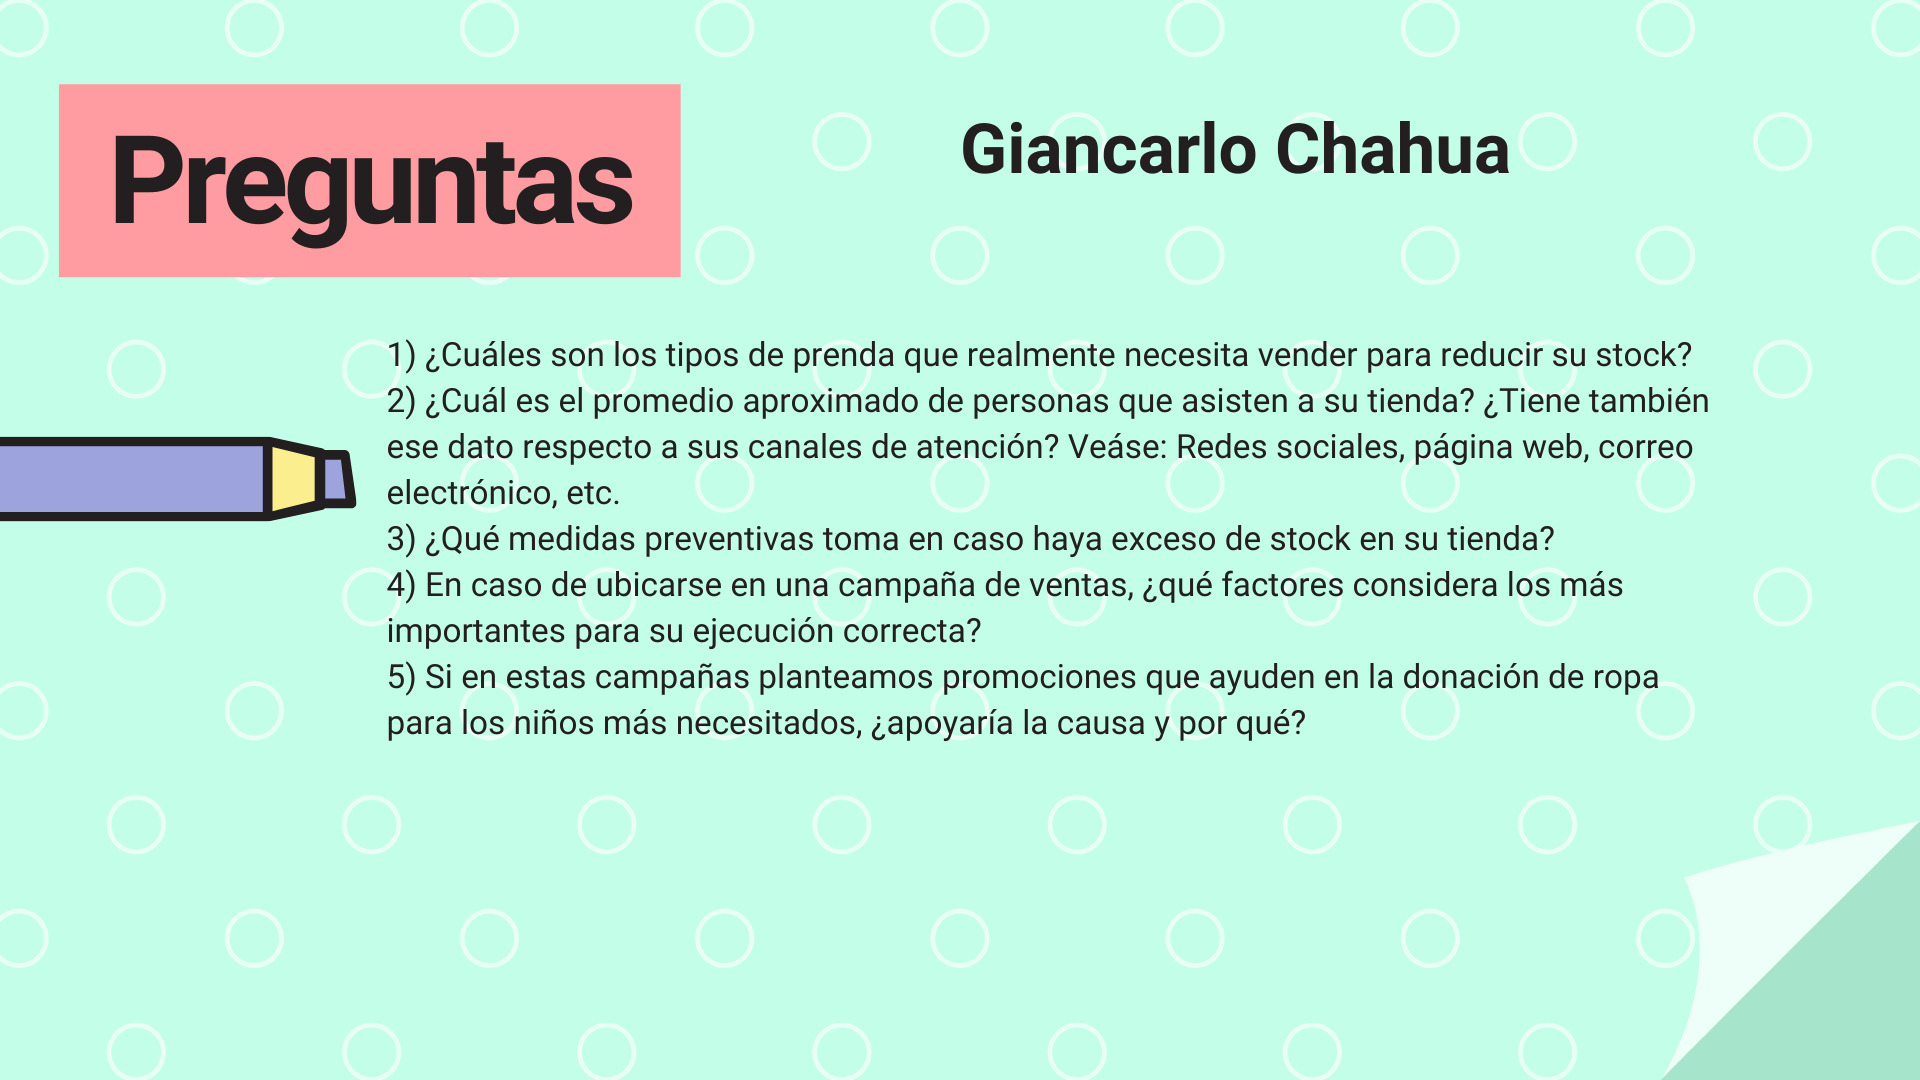 Preguntas
Giancarlo Chahua
1) ¿Cuáles son los tipos de prenda que realmente necesita vender para reducir su stock?
2) ¿Cuál es el promedio aproximado de personas que asisten a su tienda? ¿Tiene también
ese dato respecto a sus canales de atención? Veáse: Redes sociales, página web, correo
electrónico, etc.
3) ¿Qué medidas preventivas toma en caso haya exceso de stock en su tienda?
4) En caso de ubicarse en una campaña de ventas, ¿qué factores considera los más
importantes para su ejecución correcta?
5) Si en estas campañas planteamos promociones que ayuden en la donación de ropa
para los niños más necesitados, ¿apoyaría la causa y por qué?